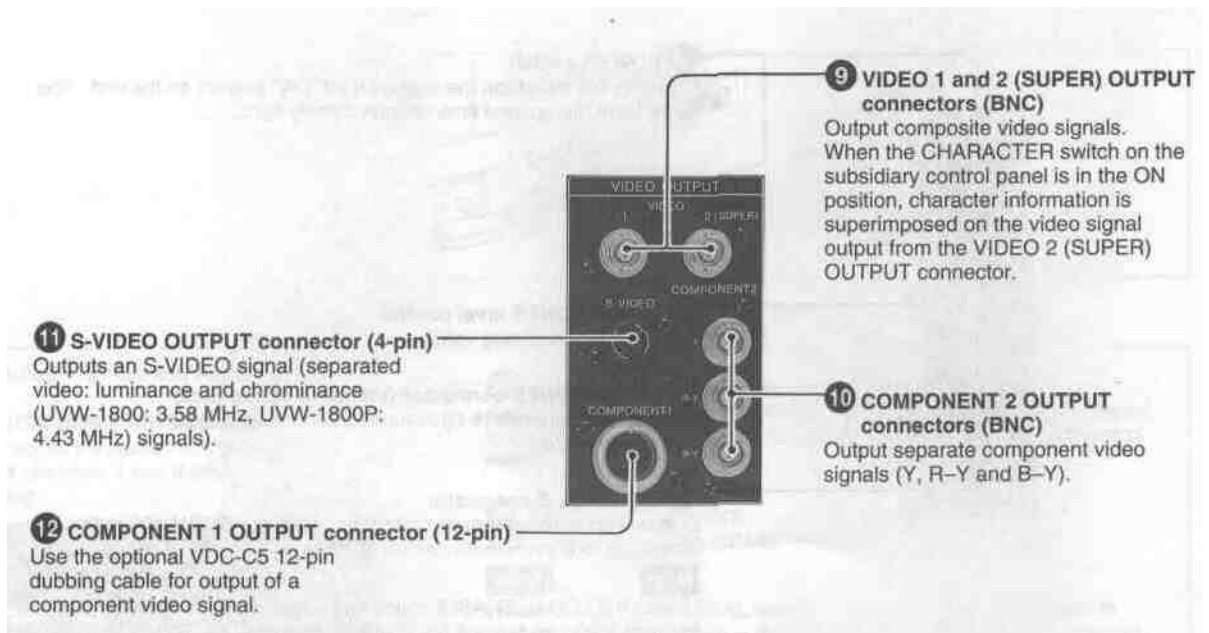 9 VIDEO 1 and 2 (SUPER) OUTPUT
connectors (BNC)
Output composite video signals.
When the CHARACTER switch on the
subsidiary control panel is in the ON
position, character information is
superimposed on the video signal
output from the VIDEO 2 (SUPER)
OUTPUT connector.
VIDEO OUTPUT
VIDEO
1
2 (SUPER)
COMPONENT2
S VIDEO
Y
R-Y
B-Y
COMPONENT1
11 S-VIDEO OUTPUT connector (4-pin)
Outputs an S-VIDEO signal (separated
video: luminance and chrominance
(UVW-1800: 3.58 MHz, UVW-1800P:
4.43 MHz) signals).
10 COMPONENT 2 OUTPUT
connectors (BNC)
Output separate component video
signals (Y, R–Y and B–Y).
12 COMPONENT 1 OUTPUT connector (12-pin)
Use the optional VDC-C5 12-pin
dubbing cable for output of a
component video signal.